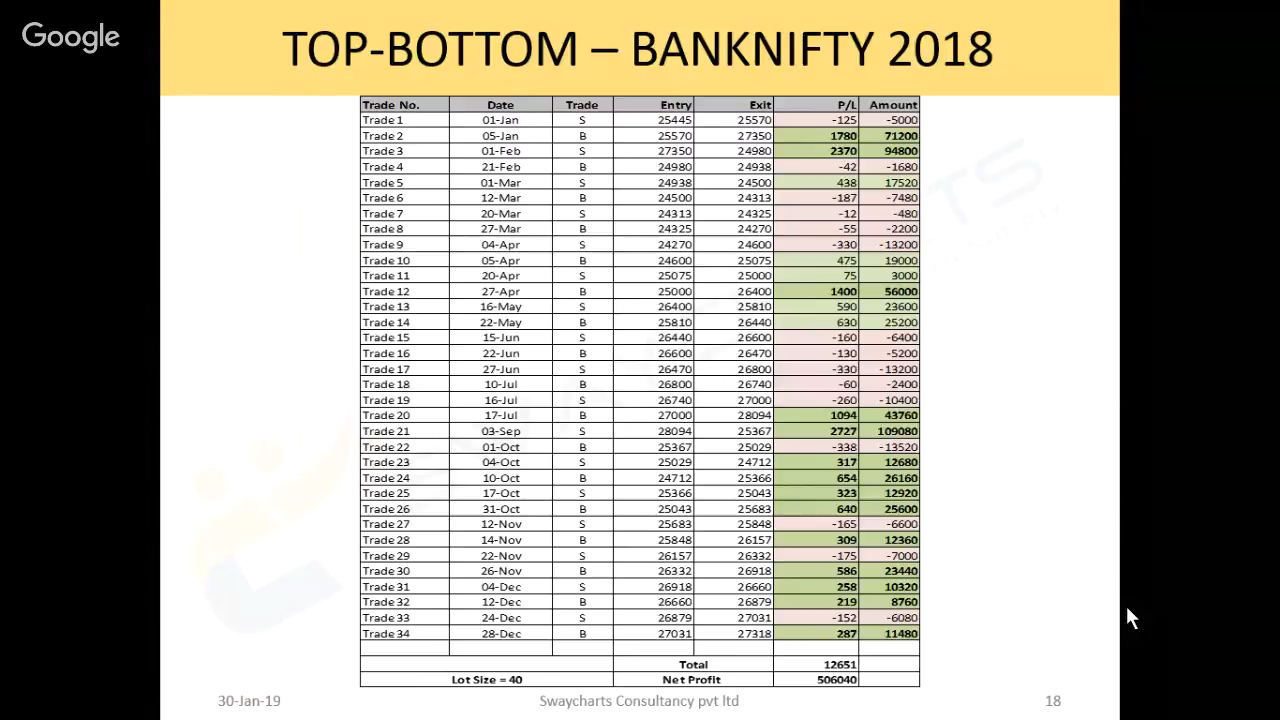 Google
TOP-BOTTOM – BANKNIFTY 2018
Trade No. Date Trade Entry Exit P/L Amount
Trade 1 01-Jan S 25445 25570 -125 -5000
Trade 2 05-Jan B 25570 27350 1780 71200
Trade 3 01-Feb S 27350 24980 2370 94800
Trade 4 21-Feb B 24980 24938 -42 -1680
Trade 5 01-Mar S 24938 24500 438 17520
Trade 6 12-Mar B 24500 24313 -187 -7480
Trade 7 20-Mar S 24313 24325 -12 -480
Trade 8 27-Mar B 24325 24270 -55 -2200
Trade 9 04-Apr S 24270 24600 -330 -13200
Trade 10 05-Apr B 24600 25075 475 19000
Trade 11 20-Apr S 25075 25000 75 3000
Trade 12 27-Apr B 25000 26400 1400 56000
Trade 13 16-May S 26400 25810 590 23600
Trade 14 22-May B 25810 26440 630 25200
Trade 15 15-Jun S 26440 26600 -160 -6400
Trade 16 22-Jun B 26600 26470 -130 -5200
Trade 17 27-Jun S 26470 26800 -330 -13200
Trade 18 10-Jul B 26800 26740 -60 -2400
Trade 19 16-Jul S 26740 27000 -260 -10400
Trade 20 17-Jul B 27000 28094 1094 43760
Trade 21 03-Sep S 28094 25367 2727 109080
Trade 22 01-Oct B 25367 25029 -338 -13520
Trade 23 04-Oct S 25029 24712 317 12680
Trade 24 10-Oct B 24712 25366 654 26160
Trade 25 17-Oct S 25366 25043 323 12920
Trade 26 31-Oct B 25043 25683 640 25600
Trade 27 12-Nov S 25683 25848 -165 -6600
Trade 28 14-Nov B 25848 26157 309 12360
Trade 29 22-Nov S 26157 26332 -175 -7000
Trade 30 26-Nov B 26332 26918 586 23440
Trade 31 04-Dec S 26918 26660 258 10320
Trade 32 12-Dec B 26660 26879 219 8760
Trade 33 24-Dec S 26879 27031 -152 -6080
Trade 34 28-Dec B 27031 27318 287 11480
Total 12651
Lot Size = 40 Net Profit 506040
30-Jan-19 Swaycharts Consultancy pvt ltd 18